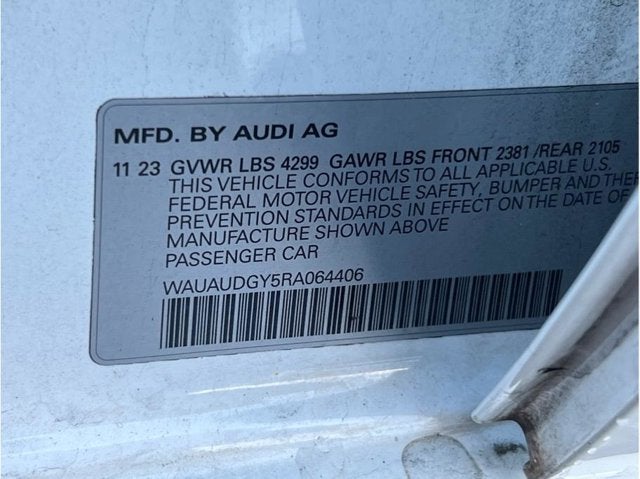 MFD. BY AUDI AG
11 23 GVWR LBS 4299 GAWR LBS FRONT 2381 /REAR 2105
THIS VEHICLE CONFORMS TO ALL APPLICABLE U.S.
FEDERAL MOTOR VEHICLE SAFETY, BUMPER AND
PREVENTION STANDARDS IN EFFECT ON THE DATE OF
MANUFACTURE SHOWN ABOVE
PASSENGER CAR
WAUAUDGY5RA064406